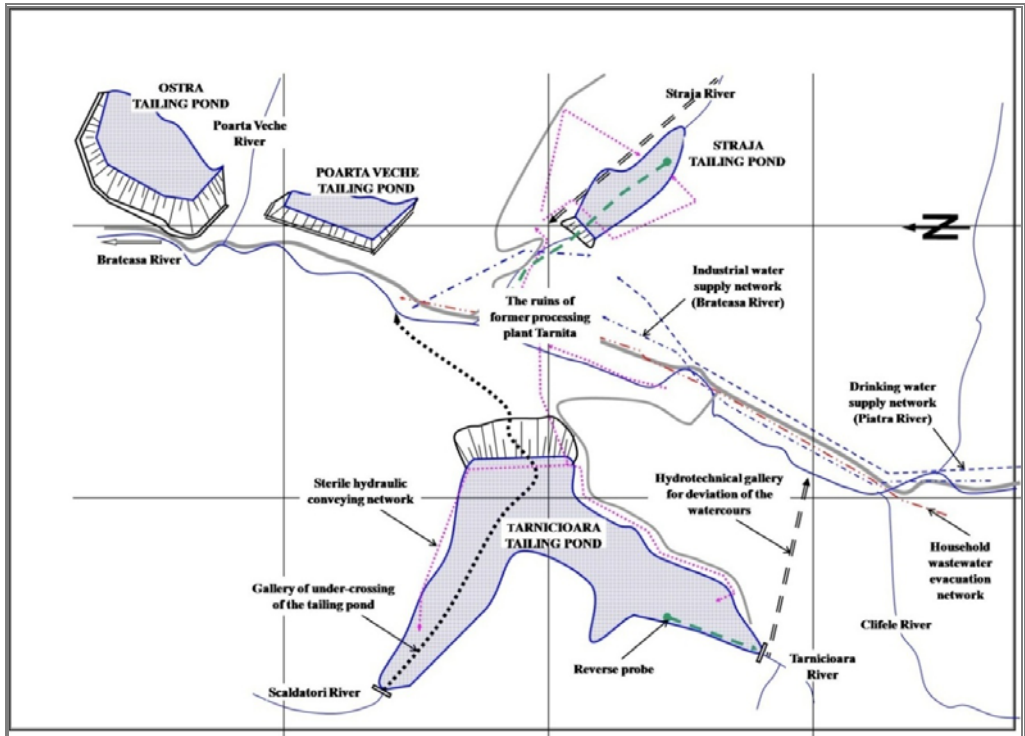 OSTRA
TAILING POND
Poarta Veche
River
Straja River
STRAJA
TAILING POND
POARTA VECHE
TAILING POND
N
Brateasa River
Industrial water
supply network
(Brateasa River)
The ruins of
former processing
plant Tarnita
Drinking water
supply network
(Piatra River)
Sterile hydraulic
conveying network
Hydrotechnical gallery
for deviation of the
watercours
TARNICIOARA
TAILING POND
Household
wastewater
evacuation
network
Gallery of under-crossing
of the tailing pond
Clifele River
Reverse probe
Tarnicioara
River
Scaldatori River